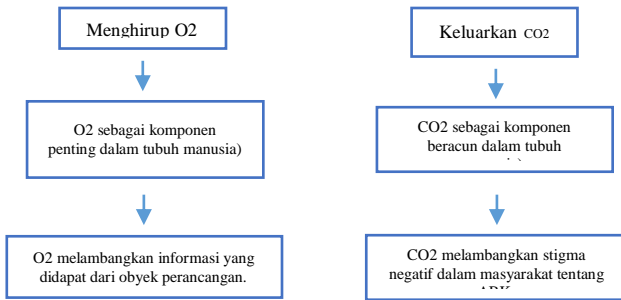 Menghirup O2
O2 sebagai komponen
penting dalam tubuh manusia)
O2 melambangkan informasi yang
didapat dari obyek perancangan.
Keluarkan CO2
CO2 sebagai komponen
beracun dalam tubuh
CO2 melambangkan stigma
negatif dalam masyarakat tentang